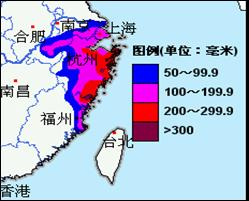 南京
上海
合肥
杭州
图例(单位：毫米)
50～99.9
100～199.9
200～299.9
>300
南昌
福州
台北
香港